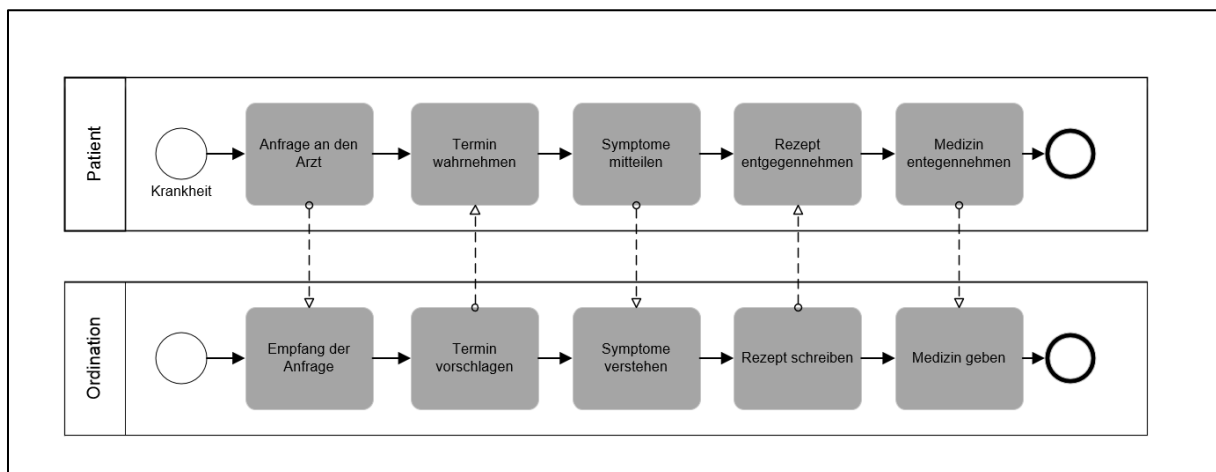 Patient
Krankheit
Anfrage an den
Arzt
Termin
wahrnehmen
Symptome
mitteilen
Rezept
entgegennehmen
Medizin
entegennehmen
Ordination
Empfang der
Anfrage
Termin
vorschlagen
Symptome
verstehen
Rezept schreiben
Medizin geben